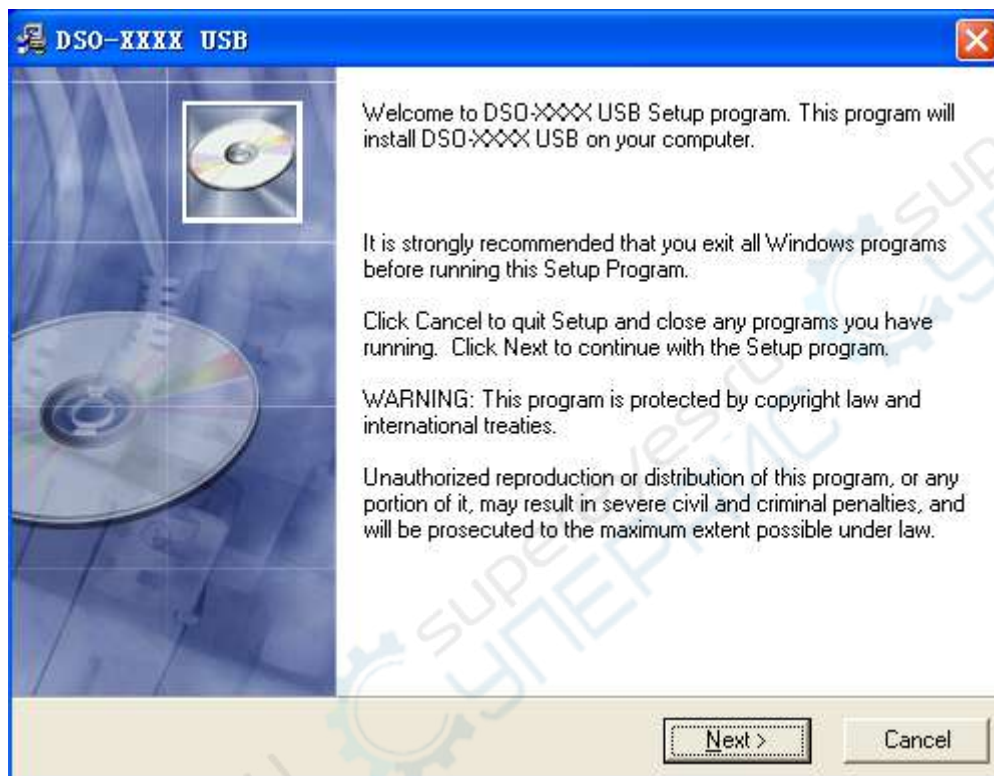 DSO-XXXX USB
Welcome to DSO-XXXX USB Setup program. This program will
install DSO-XXXX USB on your computer.
It is strongly recommended that you exit all Windows programs
before running this Setup Program.
Click Cancel to quit Setup and close any programs you have
running. Click Next to continue with the Setup program.
WARNING: This program is protected by copyright law and
international treaties.
Unauthorized reproduction or distribution of this program, or any
portion of it, may result in severe civil and criminal penalties, and
will be prosecuted to the maximum extent possible under law.
supereyes.ru
СУПЕРАЙС
Next >
Cancel